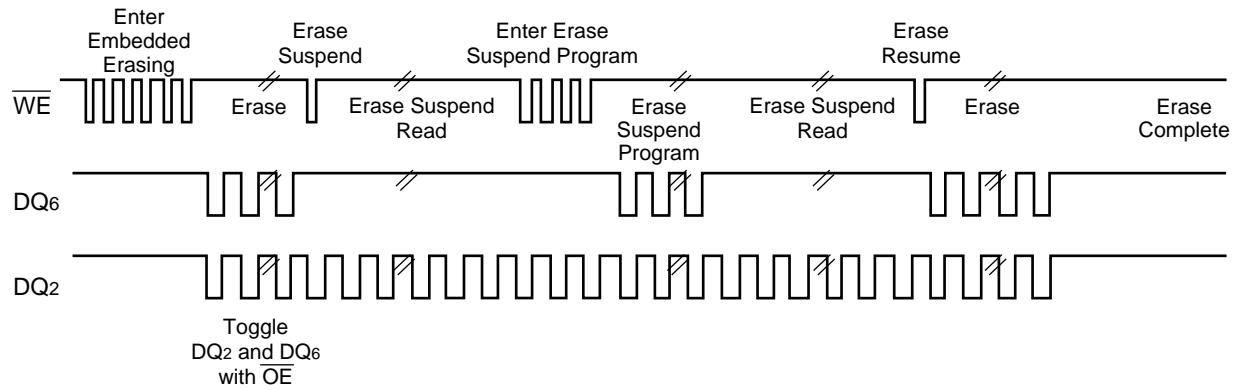 Enter
Embedded
Erasing
Erase
Suspend
Enter Erase
Suspend Program
Erase
Resume
WE
Erase
Erase Suspend
Read
Erase
Suspend
Program
Erase Suspend
Read
Erase
Erase
Complete
DQ6
DQ2
Toggle
DQ2 and DQ6
with OE